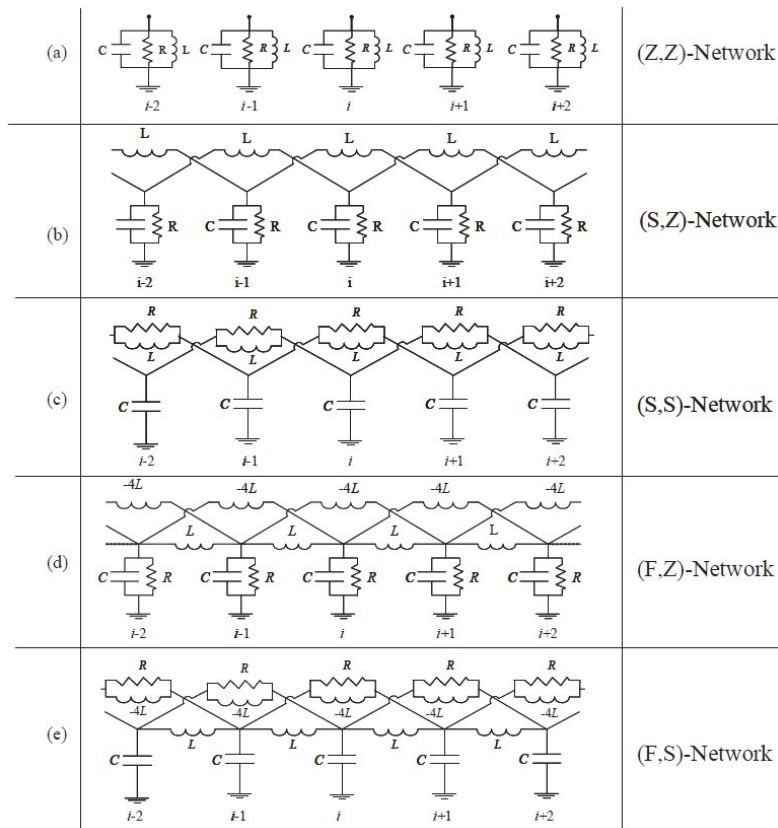 (a)
C R L C R L C R L C R L C R L
i-2 i-1 i i+1 i+2
(Z,Z)-Network
L L L L L
(b)
C R C R C R C R C R
i-2 i-1 i i+1 i+2
(S,Z)-Network
R R R R R
L L L L L
(c)
C C C C C
i-2 i-1 i i+1 i+2
(S,S)-Network
-4L -4L -4L -4L -4L
L L L L
(d)
C R C R C R C R C R
i-2 i-1 i i+1 i+2
(F,Z)-Network
R R R R R
-4L -4L -4L -4L -4L
L L L L
(e)
C C C C C
i-2 i-1 i i+1 i+2
(F,S)-Network